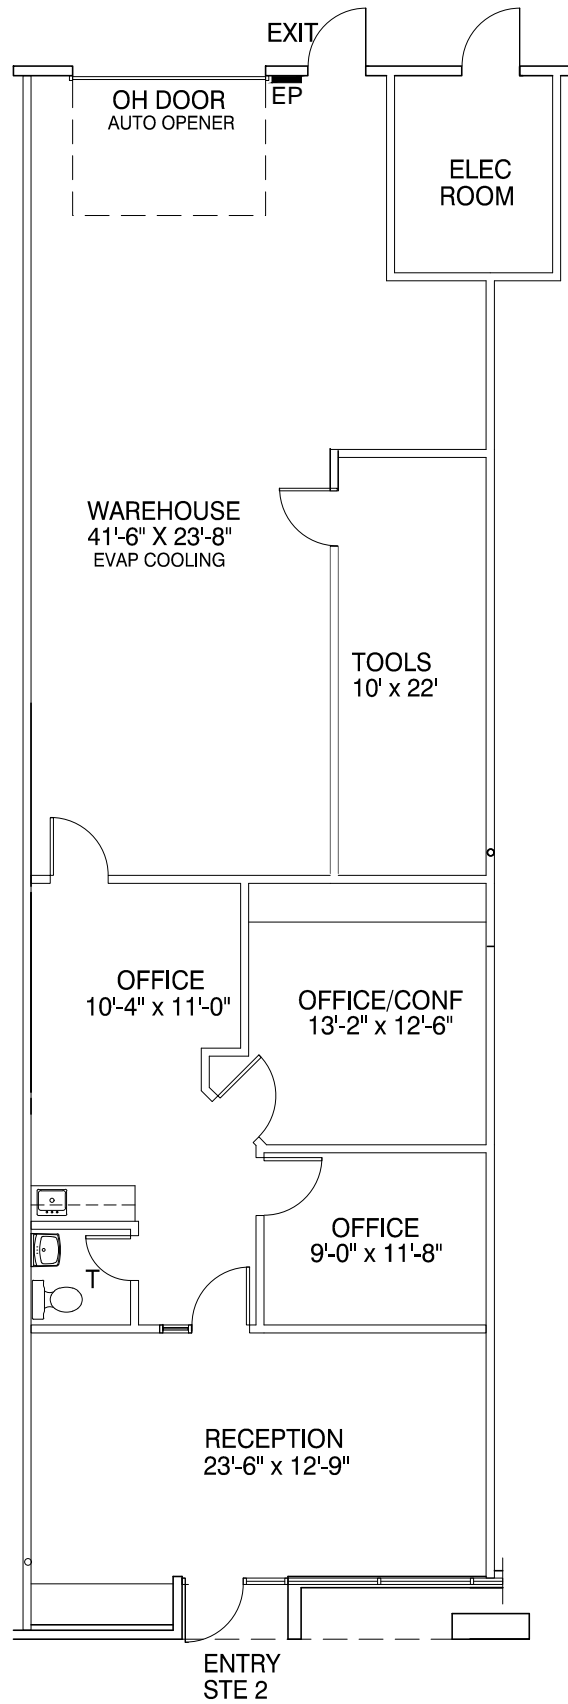 EXIT
OH DOOR
AUTO OPENER
EP
ELEC
ROOM
WAREHOUSE
41'-6" X 23'-8"
EVAP COOLING
TOOLS
10' x 22'
OFFICE
10'-4" x 11'-0"
OFFICE/CONF
13'-2" x 12'-6"
OFFICE
9'-0" x 11'-8"
T
RECEPTION
23'-6" x 12'-9"
ENTRY
STE 2